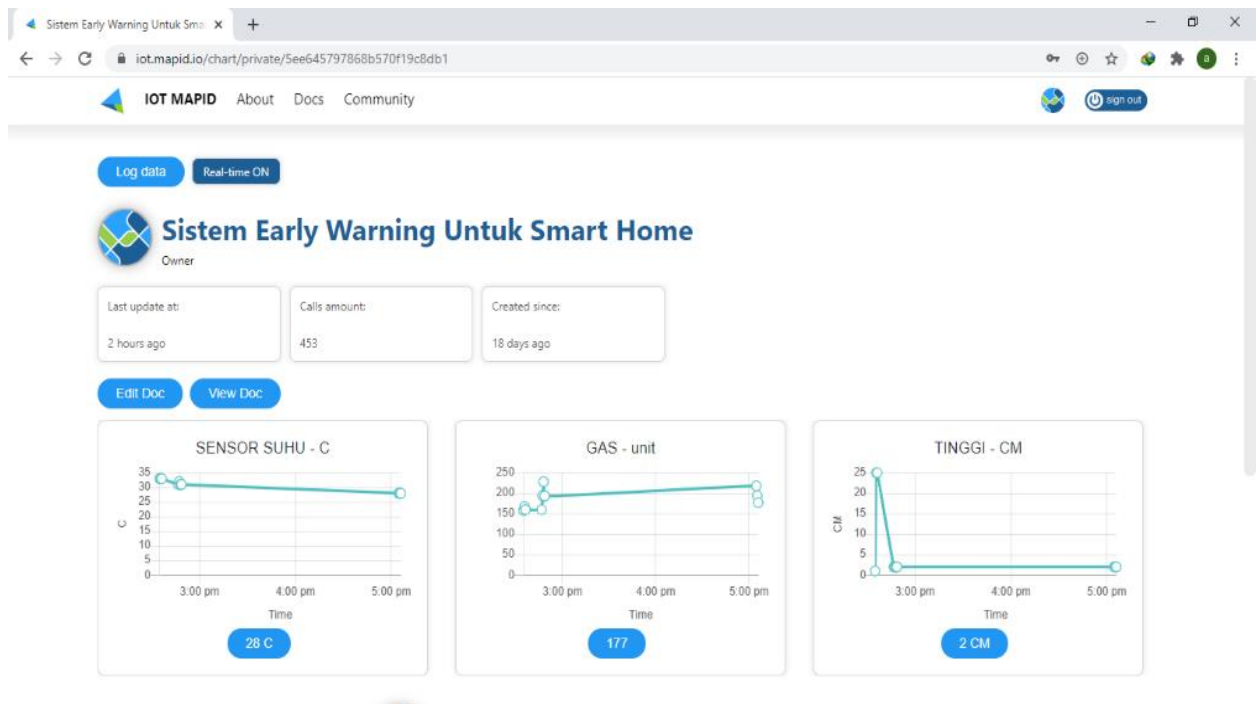 Sistem Early Warning Untuk Sma
iot.mapid.io/chart/private/5ee645797868b570f19c8db1
a
IOT MAPID About Docs Community
sign out
Log data Real-time ON
Sistem Early Warning Untuk Smart Home
Owner
Last update at: Calls amount: Created since:
2 hours ago 453 18 days ago
Edit Doc View Doc
SENSOR SUHU - C
35
30
25
20
15
10
5
0
C
3:00 pm 4:00 pm 5:00 pm
Time
28 C
GAS - unit
250
200
150
100
50
0
3:00 pm 4:00 pm 5:00 pm
Time
177
TINGGI - CM
25
20
15
10
5
0
CM
3:00 pm 4:00 pm 5:00 pm
Time
2 CM